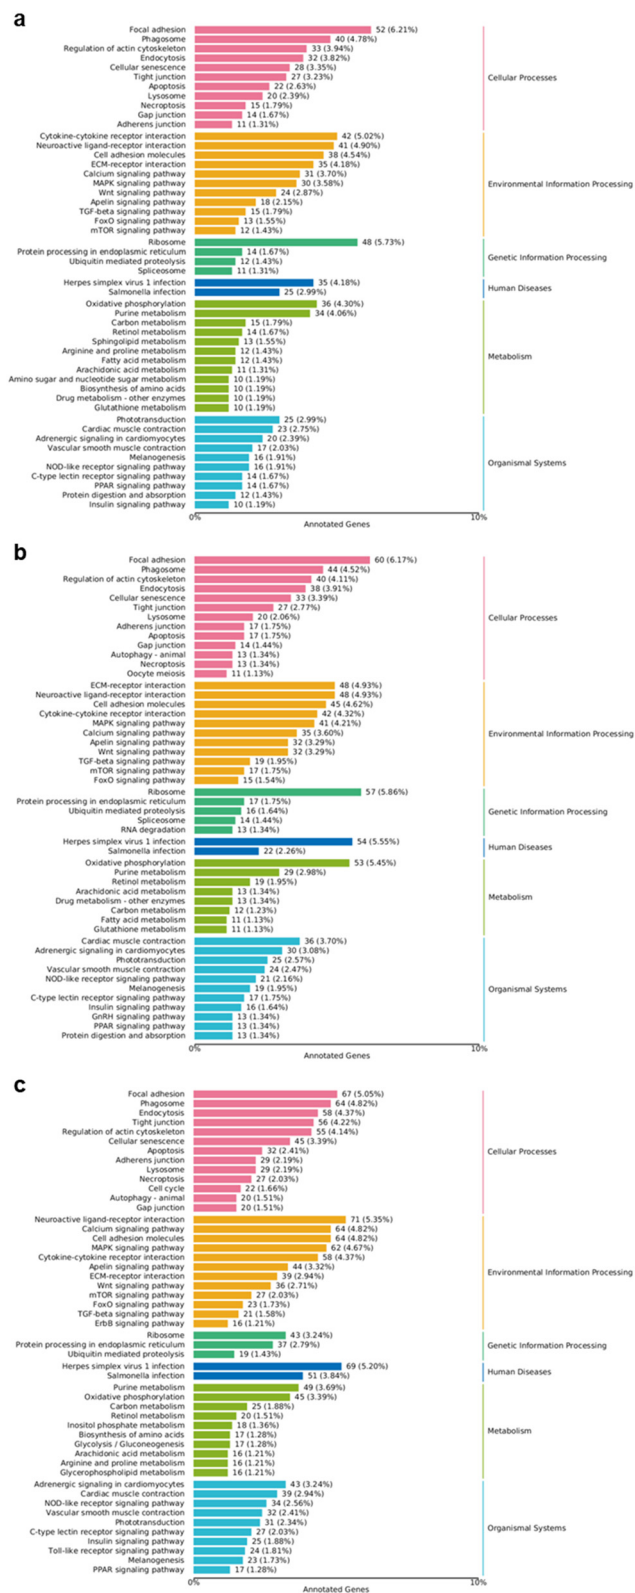 a
Focal adhesion 52 (6.21%)
Phagosome 40 (4.78%)
Regulation of actin cytoskeleton 33 (3.94%)
Endocytosis 32 (3.82%)
Cellular senescence 28 (3.35%)
Tight junction 27 (3.23%)
Apoptosis 22 (2.63%)
Lysosome 20 (2.39%)
Necroptosis 15 (1.79%)
Gap junction 14 (1.67%)
Adherens junction 11 (1.31%)
Cellular Processes
Cytokine-cytokine receptor interaction 42 (5.02%)
Neuroactive ligand-receptor interaction 41 (4.90%)
Cell adhesion molecules 38 (4.54%)
ECM-receptor interaction 35 (4.18%)
Calcium signaling pathway 31 (3.70%)
MAPK signaling pathway 30 (3.58%)
Wnt signaling pathway 24 (2.87%)
Apelin signaling pathway 18 (2.15%)
TGF-beta signaling pathway 15 (1.79%)
FoxO signaling pathway 13 (1.55%)
mTOR signaling pathway 12 (1.43%)
Environmental Information Processing
Ribosome 48 (5.73%)
Protein processing in endoplasmic reticulum 14 (1.67%)
Ubiquitin mediated proteolysis 12 (1.43%)
Spliceosome 11 (1.31%)
Genetic Information Processing
Herpes simplex virus 1 infection 35 (4.18%)
Salmonella infection 25 (2.99%)
Human Diseases
Oxidative phosphorylation 36 (4.30%)
Purine metabolism 34 (4.06%)
Carbon metabolism 15 (1.79%)
Retinol metabolism 14 (1.67%)
Sphingolipid metabolism 13 (1.55%)
Arginine and proline metabolism 12 (1.43%)
Fatty acid metabolism 12 (1.43%)
Arachidonic acid metabolism 11 (1.31%)
Amino sugar and nucleotide sugar metabolism 10 (1.19%)
Biosynthesis of amino acids 10 (1.19%)
Drug metabolism - other enzymes 10 (1.19%)
Glutathione metabolism 10 (1.19%)
Metabolism
Phototransduction 25 (2.99%)
Cardiac muscle contraction 23 (2.75%)
Adrenergic signaling in cardiomyocytes 20 (2.39%)
Vascular smooth muscle contraction 17 (2.03%)
Melanogenesis 16 (1.91%)
NOD-like receptor signaling pathway 16 (1.91%)
C-type lectin receptor signaling pathway 14 (1.67%)
PPAR signaling pathway 14 (1.67%)
Protein digestion and absorption 12 (1.43%)
Insulin signaling pathway 10 (1.19%)
Organismal Systems
0% 10%
Annotated Genes
b
Focal adhesion 60 (6.17%)
Phagosome 44 (4.52%)
Regulation of actin cytoskeleton 40 (4.11%)
Endocytosis 38 (3.91%)
Cellular senescence 33 (3.39%)
Tight junction 27 (2.77%)
Lysosome 20 (2.06%)
Adherens junction 17 (1.75%)
Apoptosis 17 (1.75%)
Gap junction 14 (1.44%)
Autophagy - animal 13 (1.34%)
Necroptosis 13 (1.34%)
Oocyte meiosis 11 (1.13%)
Cellular Processes
ECM-receptor interaction 48 (4.93%)
Neuroactive ligand-receptor interaction 48 (4.93%)
Cell adhesion molecules 45 (4.62%)
Cytokine-cytokine receptor interaction 42 (4.32%)
MAPK signaling pathway 41 (4.21%)
Calcium signaling pathway 35 (3.60%)
Apelin signaling pathway 32 (3.29%)
Wnt signaling pathway 32 (3.29%)
TGF-beta signaling pathway 19 (1.95%)
mTOR signaling pathway 17 (1.75%)
FoxO signaling pathway 15 (1.54%)
Environmental Information Processing
Ribosome 57 (5.86%)
Protein processing in endoplasmic reticulum 17 (1.75%)
Ubiquitin mediated proteolysis 16 (1.64%)
Spliceosome 14 (1.44%)
RNA degradation 13 (1.34%)
Genetic Information Processing
Herpes simplex virus 1 infection 54 (5.55%)
Salmonella infection 22 (2.26%)
Human Diseases
Oxidative phosphorylation 53 (5.45%)
Purine metabolism 29 (2.98%)
Retinol metabolism 19 (1.95%)
Arachidonic acid metabolism 13 (1.34%)
Drug metabolism - other enzymes 13 (1.34%)
Carbon metabolism 12 (1.23%)
Fatty acid metabolism 11 (1.13%)
Glutathione metabolism 11 (1.13%)
Metabolism
Cardiac muscle contraction 36 (3.70%)
Adrenergic signaling in cardiomyocytes 30 (3.08%)
Phototransduction 25 (2.57%)
Vascular smooth muscle contraction 24 (2.47%)
NOD-like receptor signaling pathway 21 (2.16%)
Melanogenesis 19 (1.95%)
C-type lectin receptor signaling pathway 17 (1.75%)
Insulin signaling pathway 16 (1.64%)
GnRH signaling pathway 13 (1.34%)
PPAR signaling pathway 13 (1.34%)
Protein digestion and absorption 13 (1.34%)
Organismal Systems
0% 10%
Annotated Genes
c
Focal adhesion 67 (5.05%)
Phagosome 64 (4.82%)
Endocytosis 58 (4.37%)
Tight junction 56 (4.22%)
Regulation of actin cytoskeleton 55 (4.14%)
Cellular senescence 45 (3.39%)
Apoptosis 32 (2.41%)
Adherens junction 29 (2.19%)
Lysosome 29 (2.19%)
Necroptosis 27 (2.03%)
Cell cycle 22 (1.66%)
Autophagy - animal 20 (1.51%)
Gap junction 20 (1.51%)
Cellular Processes
Neuroactive ligand-receptor interaction 71 (5.35%)
Calcium signaling pathway 64 (4.82%)
Cell adhesion molecules 64 (4.82%)
MAPK signaling pathway 62 (4.67%)
Cytokine-cytokine receptor interaction 58 (4.37%)
Apelin signaling pathway 44 (3.32%)
ECM-receptor interaction 39 (2.94%)
Wnt signaling pathway 36 (2.71%)
mTOR signaling pathway 27 (2.03%)
FoxO signaling pathway 23 (1.73%)
TGF-beta signaling pathway 21 (1.58%)
ErbB signaling pathway 16 (1.21%)
Environmental Information Processing
Ribosome 43 (3.24%)
Protein processing in endoplasmic reticulum 37 (2.79%)
Ubiquitin mediated proteolysis 19 (1.43%)
Genetic Information Processing
Herpes simplex virus 1 infection 69 (5.20%)
Salmonella infection 51 (3.84%)
Human Diseases
Purine metabolism 49 (3.69%)
Oxidative phosphorylation 45 (3.39%)
Carbon metabolism 25 (1.88%)
Retinol metabolism 20 (1.51%)
Inositol phosphate metabolism 18 (1.36%)
Biosynthesis of amino acids 17 (1.28%)
Glycolysis / Gluconeogenesis 17 (1.28%)
Arachidonic acid metabolism 16 (1.21%)
Arginine and proline metabolism 16 (1.21%)
Glycerophospholipid metabolism 16 (1.21%)
Metabolism
Adrenergic signaling in cardiomyocytes 43 (3.24%)
Cardiac muscle contraction 39 (2.94%)
NOD-like receptor signaling pathway 34 (2.56%)
Vascular smooth muscle contraction 32 (2.41%)
Phototransduction 31 (2.34%)
C-type lectin receptor signaling pathway 27 (2.03%)
Insulin signaling pathway 25 (1.88%)
Toll-like receptor signaling pathway 24 (1.81%)
Melanogenesis 23 (1.73%)
PPAR signaling pathway 17 (1.28%)
Organismal Systems
0% 10%
Annotated Genes